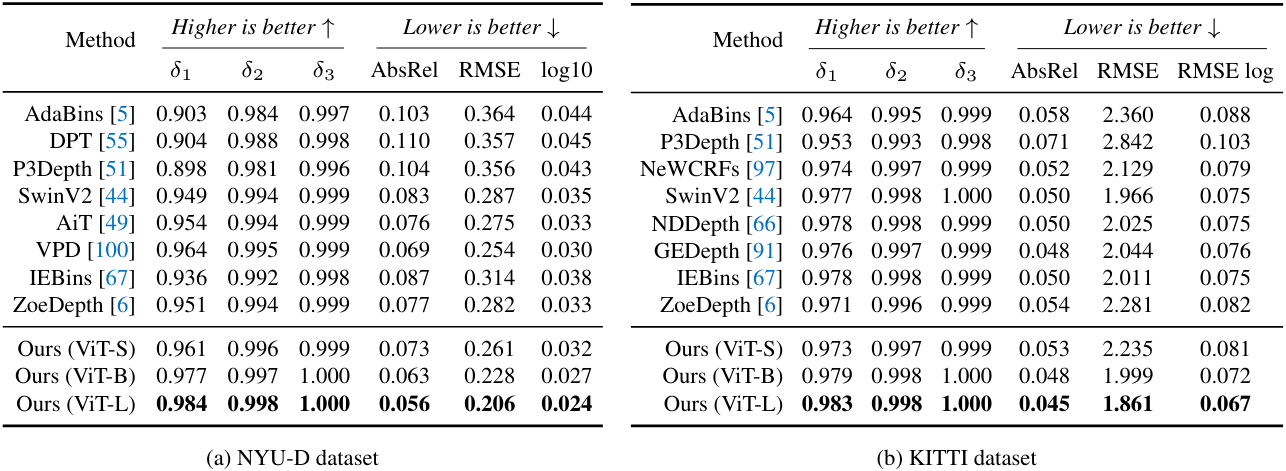 Method Higher is better ↑ Lower is better ↓
δ1 δ2 δ3 AbsRel RMSE log10
AdaBins [5] 0.903 0.984 0.997 0.103 0.364 0.044
DPT [55] 0.904 0.988 0.998 0.110 0.357 0.045
P3Depth [51] 0.898 0.981 0.996 0.104 0.356 0.043
SwinV2 [44] 0.949 0.994 0.999 0.083 0.287 0.035
AiT [49] 0.954 0.994 0.999 0.076 0.275 0.033
VPD [100] 0.964 0.995 0.999 0.069 0.254 0.030
IEBins [67] 0.936 0.992 0.998 0.087 0.314 0.038
ZoeDepth [6] 0.951 0.994 0.999 0.077 0.282 0.033
Ours (ViT-S) 0.961 0.996 0.999 0.073 0.261 0.032
Ours (ViT-B) 0.977 0.997 1.000 0.063 0.228 0.027
Ours (ViT-L) 0.984 0.998 1.000 0.056 0.206 0.024
(a) NYU-D dataset
Method Higher is better ↑ Lower is better ↓
δ1 δ2 δ3 AbsRel RMSE RMSE log
AdaBins [5] 0.964 0.995 0.999 0.058 2.360 0.088
P3Depth [51] 0.953 0.993 0.998 0.071 2.842 0.103
NeWCRFs [97] 0.974 0.997 0.999 0.052 2.129 0.079
SwinV2 [44] 0.977 0.998 1.000 0.050 1.966 0.075
NDDepth [66] 0.978 0.998 0.999 0.050 2.025 0.075
GEDepth [91] 0.976 0.997 0.999 0.048 2.044 0.076
IEBins [67] 0.978 0.998 0.999 0.050 2.011 0.075
ZoeDepth [6] 0.971 0.996 0.999 0.054 2.281 0.082
Ours (ViT-S) 0.973 0.997 0.999 0.053 2.235 0.081
Ours (ViT-B) 0.979 0.998 1.000 0.048 1.999 0.072
Ours (ViT-L) 0.983 0.998 1.000 0.045 1.861 0.067
(b) KITTI dataset